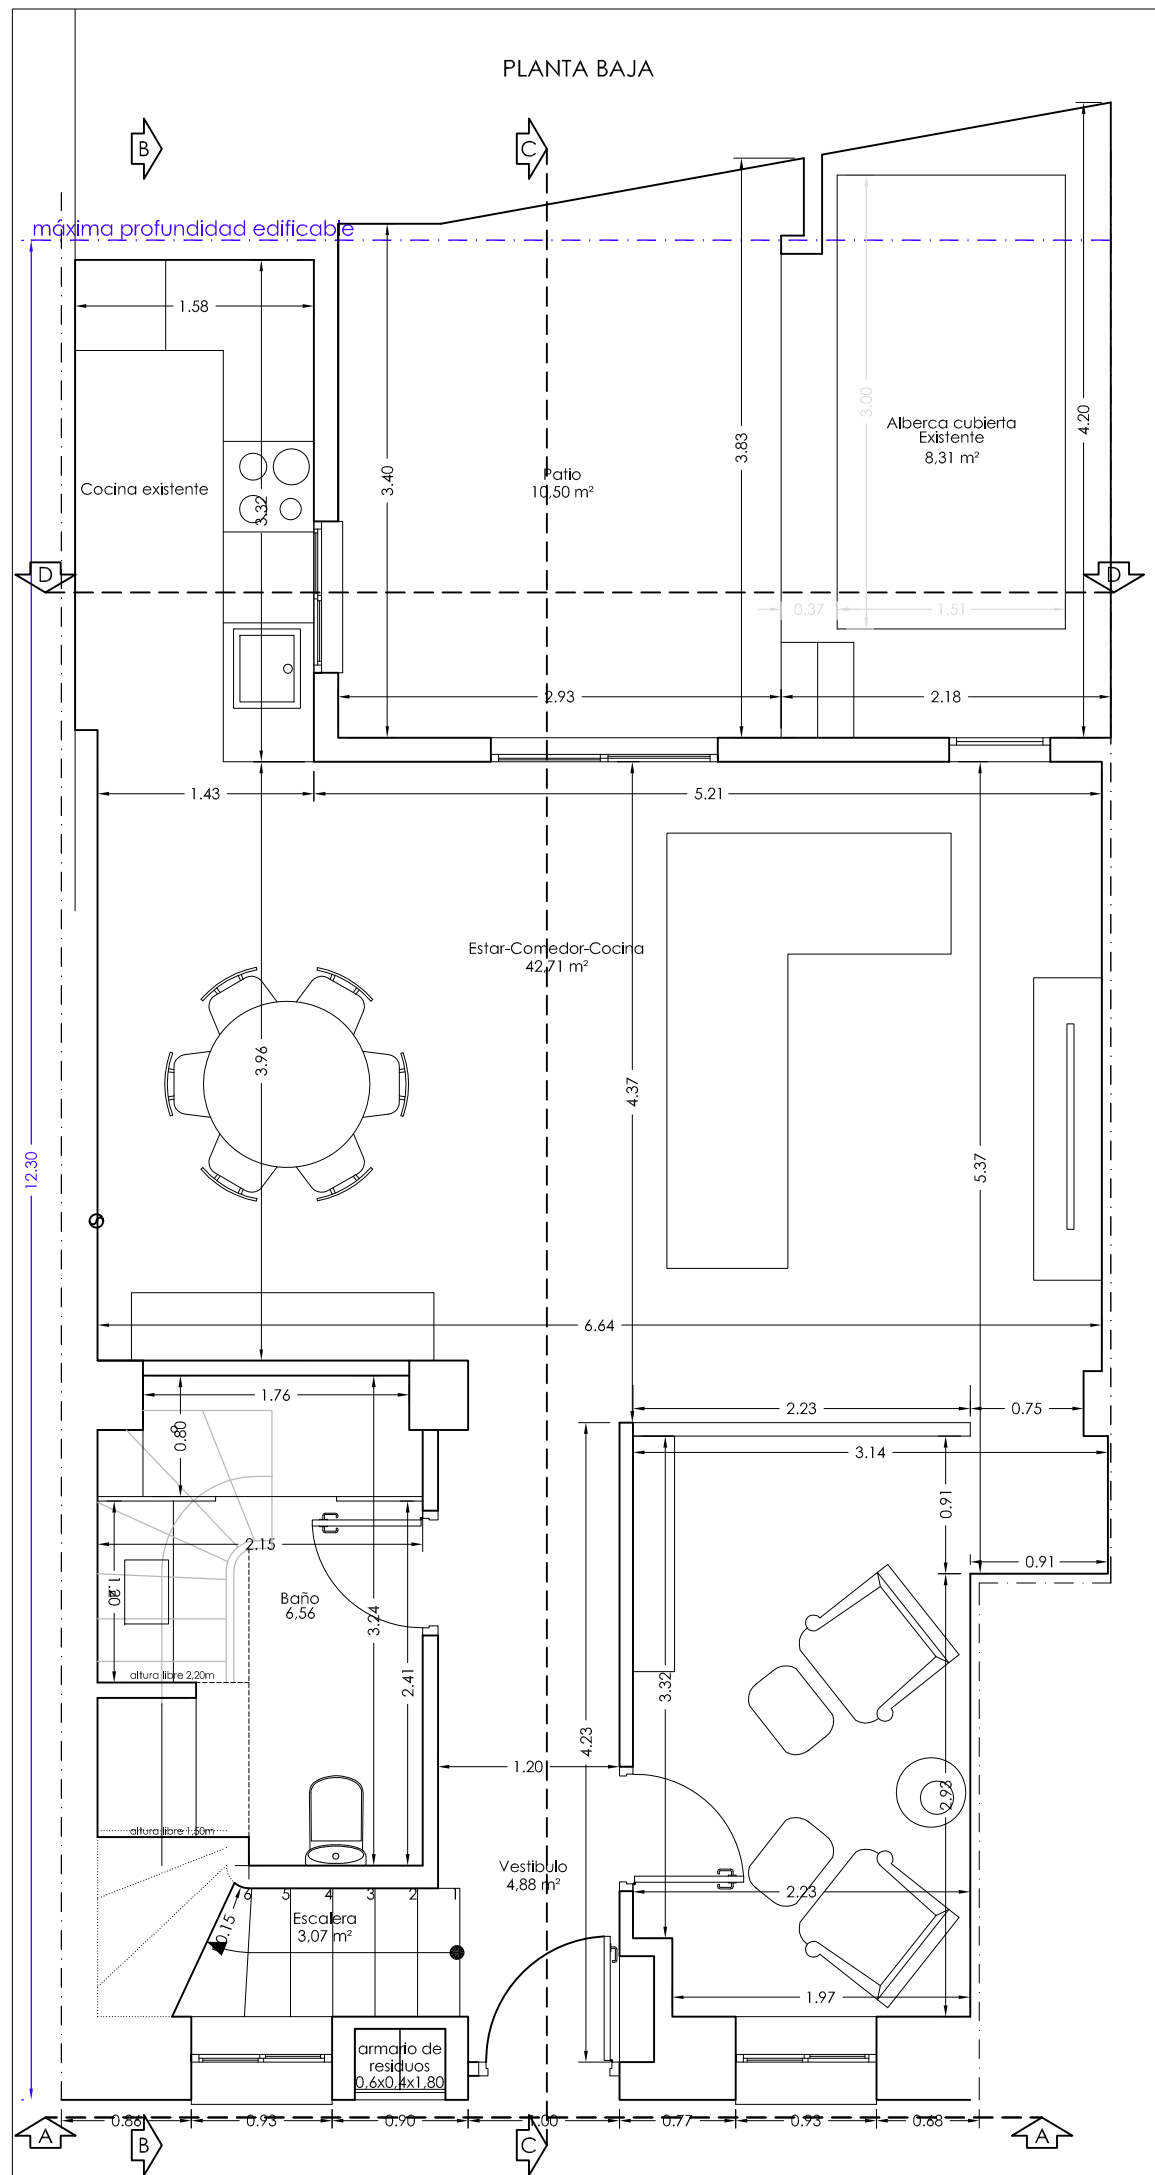 PLANTA BAJA
B
C
máxima profundidad edificable
1.58
3.00
4.20
3.83
Alberca cubierta
Existente
8,31 m²
3.40
Patio
10,50 m²
Cocina existente
3.32
D
D
0.37
1.51
2.93
2.18
1.43
5.21
Estar-Comedor-Cocina
42,71 m²
3.96
4.37
5.37
12.30
6.64
1.76
2.23
0.75
0.80
3.14
0.91
2.15
0.91
1.20
Baño
6,56
3.24
2.41
altura libre 2,20m
3.32
4.23
1.20
2.93
altura libre 1,50m
Vestibulo
4,88 m²
2.23
6
5
4
3
2
1
Escalera
3,07 m²
0.15
1.97
armario de
residuos
0,6x0,4x1,80
0.86
0.93
0.90
1.00
0.77
0.93
0.68
A
B
C
A